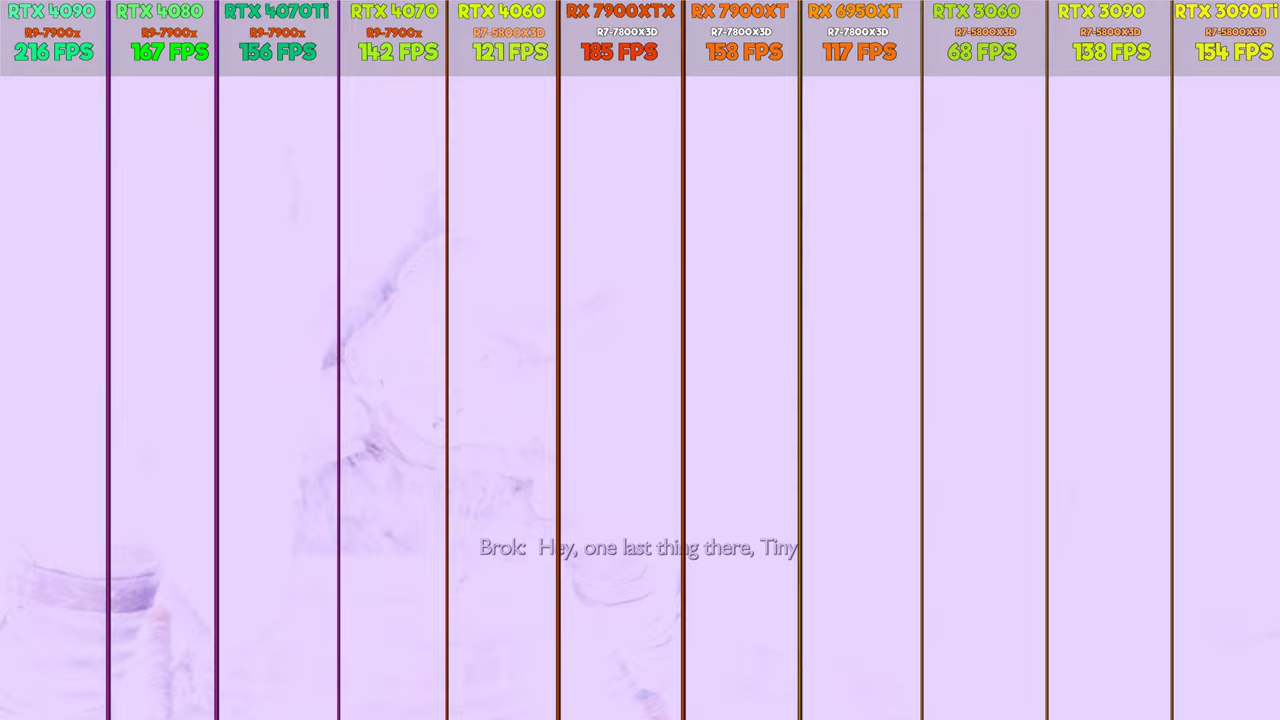 RTX 4090 RTX 4080 RTX 4070Ti RTX 4070 RTX 4060 RX 7900XTX RX 7900XT RX 6950XT RTX 3060 RTX 3090 RTX 3090Ti
R9-7900x R9-7900x R9-7900x R9-7900x R7-5800X3D R7-7800X3D R7-7800X3D R7-7800X3D R7-5800X3D R7-5800X3D R7-5800X3D
216 FPS 167 FPS 156 FPS 142 FPS 121 FPS 185 FPS 158 FPS 117 FPS 68 FPS 138 FPS 154 FPS
Brok: Hey, one last thing there, Tiny